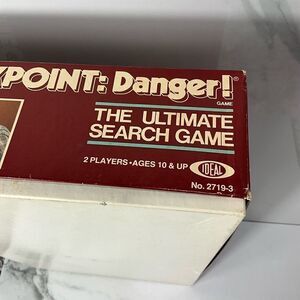 KPOINT: Danger!®
GAME
THE ULTIMATE
SEARCH GAME
2 PLAYERS•AGES 10 & UP
IDEAL
No. 2719-3